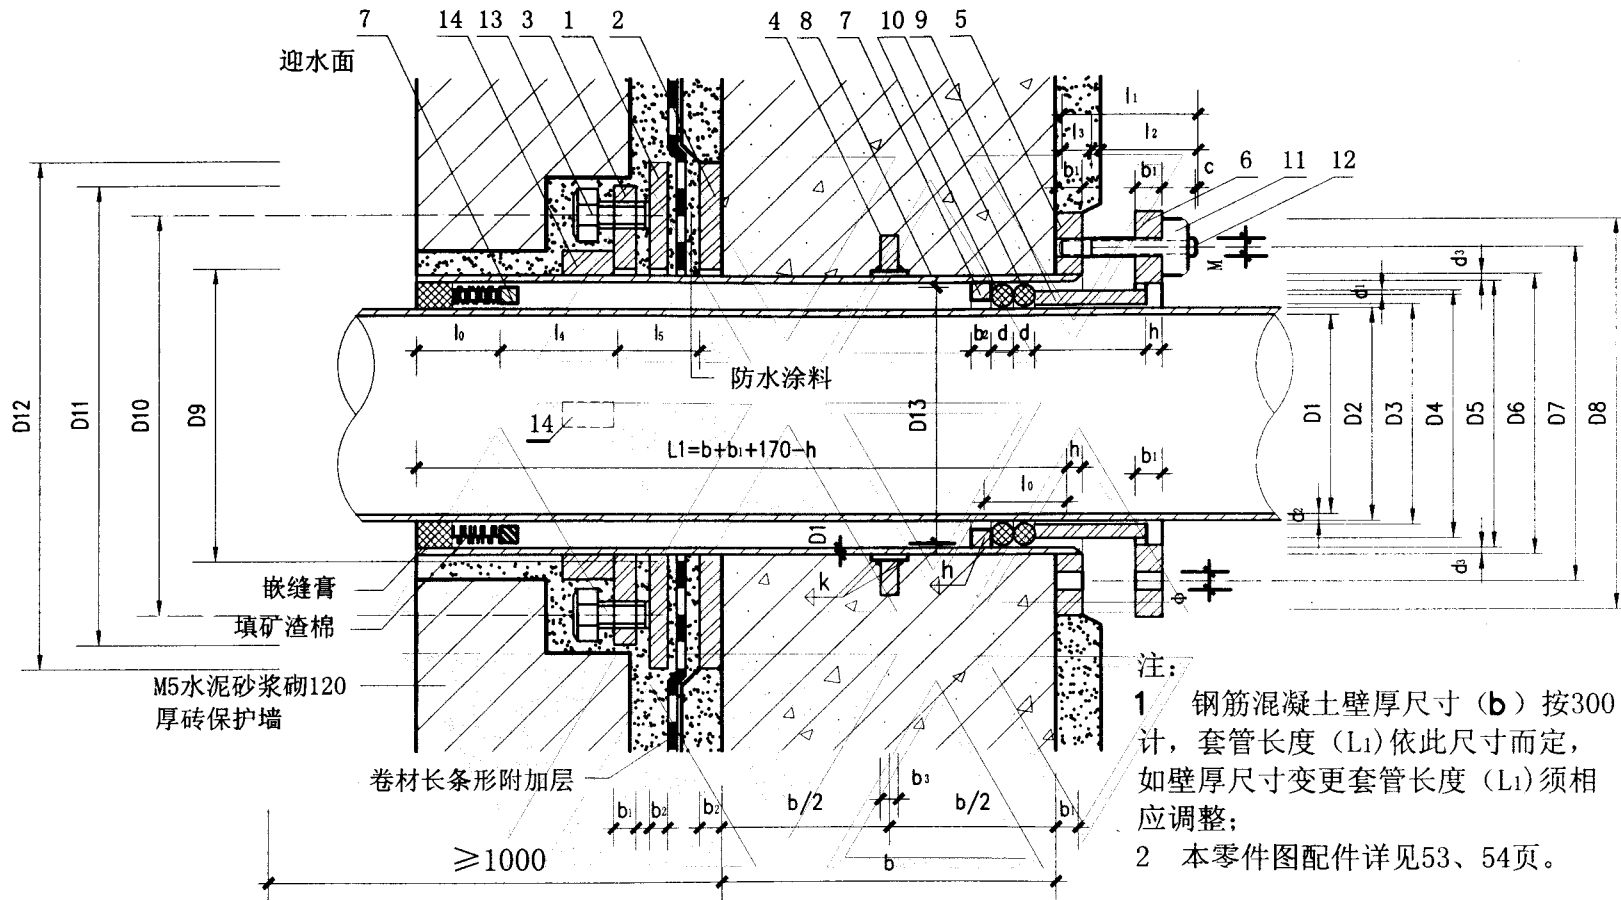 7 14 13 3 1 2 4 8 7 10 9 5
迎水面
l₁
l₃ l₂
b₁ b₁ c
6 11 12
M
d₃
d₁
l₀ l₄ l₅ b₂ d d h
防水涂料
D12 D11 D10 D9 D13 D1 D2 D3 D4 D5 D6 D7 D8
14
L1=b+b₁+170-h h b₁
l₀
d₂
D1
k h d₃
φ
嵌缝膏
填矿渣棉
M5水泥砂浆砌120
厚砖保护墙
卷材长条形附加层
b₁ b₂ b₂ b/2 b₃ b/2 b₁
≥1000 b
注:
1 钢筋混凝土壁厚尺寸（b）按300
计，套管长度（L₁)依此尺寸而定，
如壁厚尺寸变更套管长度（L₁)须相
应调整;
2 本零件图配件详见53、54页。